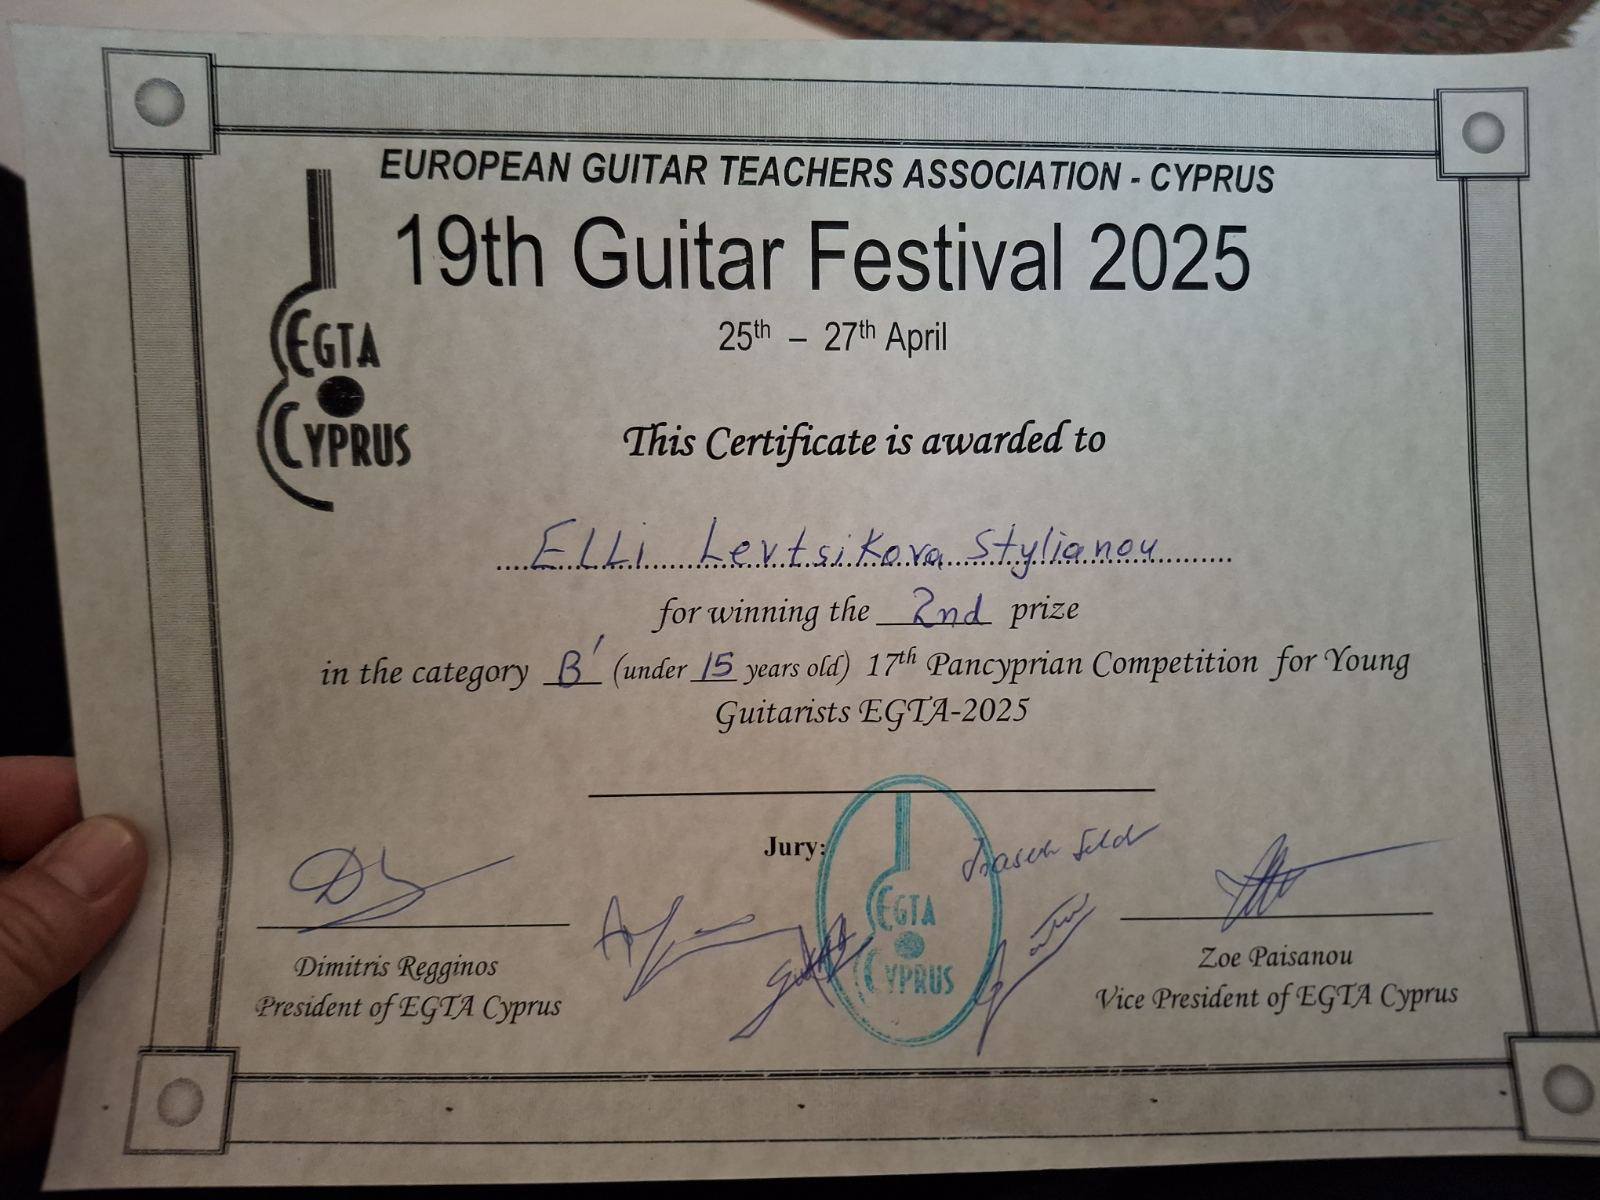 EUROPEAN GUITAR TEACHERS ASSOCIATION - CYPRUS
19th Guitar Festival 2025
25th – 27th April
EGTA
CYPRUS
This Certificate is awarded to
ELLi Levtsikova Stylianou
for winning the 2nd prize
in the category B' (under 15 years old) 17th Pancyprian Competition for Young
Guitarists EGTA-2025
Jury:
EGTA
CYPRUS
Dimitris Regginos
President of EGTA Cyprus
Zoe Paisanou
Vice President of EGTA Cyprus